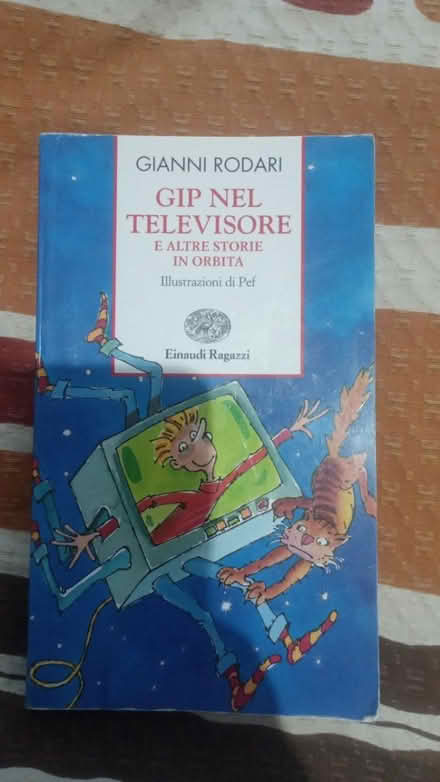 GIANNI RODARI
GIP NEL
TELEVISORE
E ALTRE STORIE
IN ORBITA
Illustrazioni di Pef
Einaudi Ragazzi